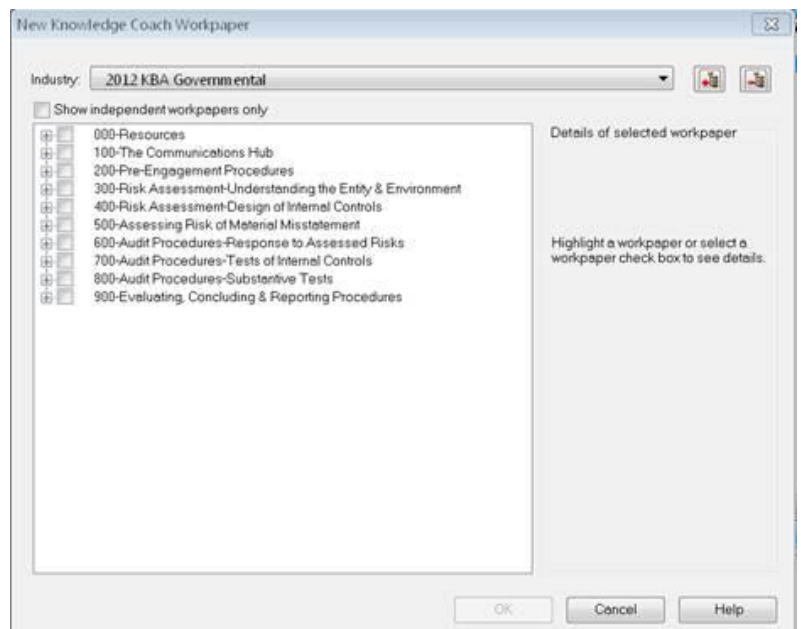 New Knowledge Coach Workpaper
Industry: 2012 KBA Governmental
Show independent workpapers only
000-Resources
100-The Communications Hub
200-Pre-Engagement Procedures
300-Risk Assessment-Understanding the Entity & Environment
400-Risk Assessment-Design of Internal Controls
500-Assessing Risk of Material Misstatement
600-Audit Procedures-Response to Assessed Risks
700-Audit Procedures-Tests of Internal Controls
800-Audit Procedures-Substantive Tests
900-Evaluating, Concluding & Reporting Procedures
Details of selected workpaper
Highlight a workpaper or select a
workpaper check box to see details.
OK Cancel Help